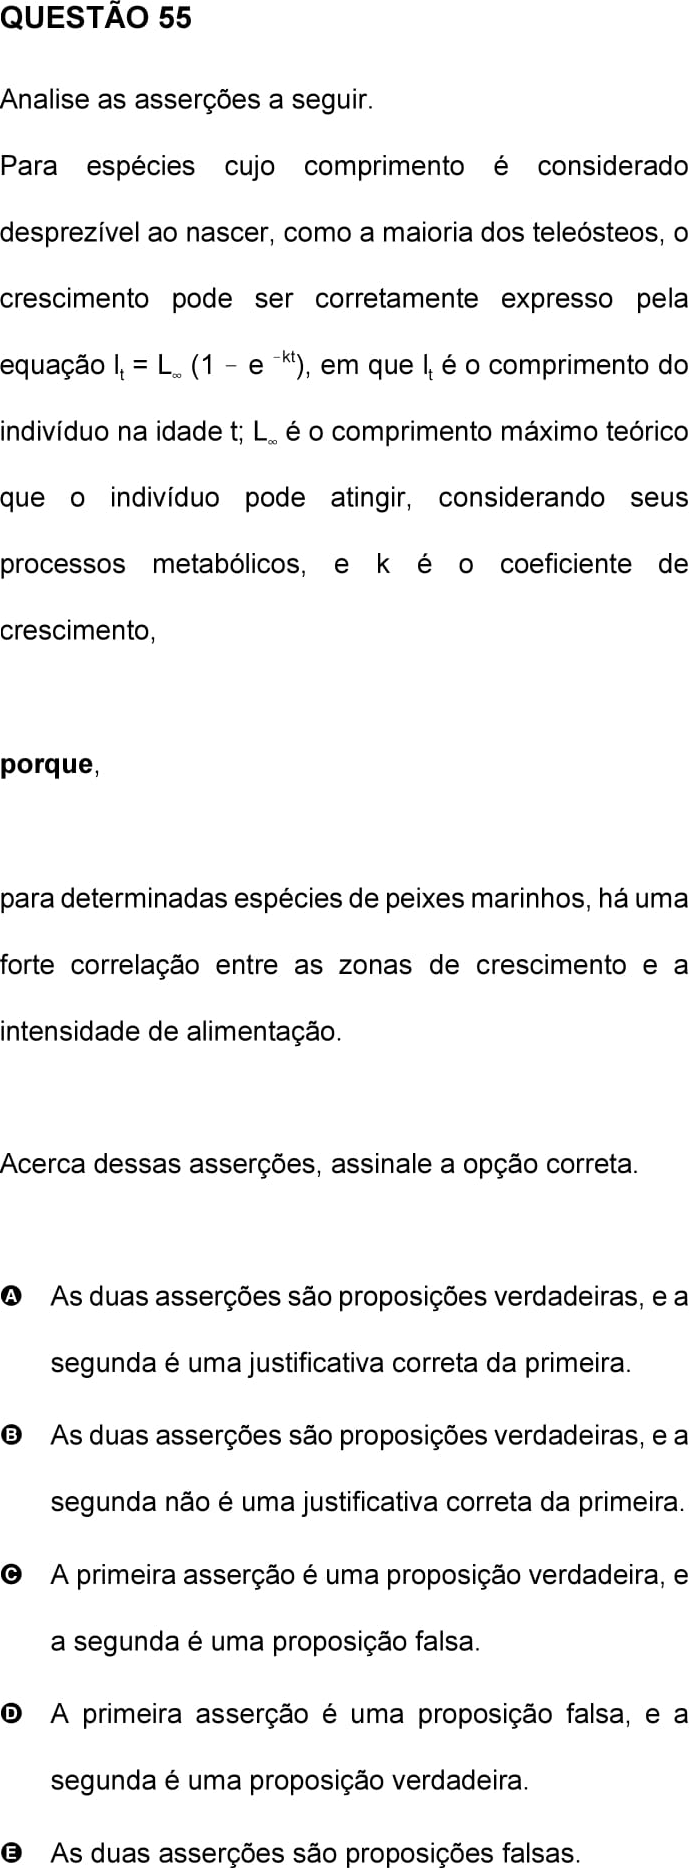 QUESTÃO 55
Analise as asserções a seguir.
Para espécies cujo comprimento é considerado
desprezível ao nascer, como a maioria dos teleósteos, o
crescimento pode ser corretamente expresso pela
equação lₜ = L∞ (1 – e ^–kt), em que lₜ é o comprimento do
indivíduo na idade t; L∞ é o comprimento máximo teórico
que o indivíduo pode atingir, considerando seus
processos metabólicos, e k é o coeficiente de
crescimento,
porque,
para determinadas espécies de peixes marinhos, há uma
forte correlação entre as zonas de crescimento e a
intensidade de alimentação.
Acerca dessas asserções, assinale a opção correta.
A As duas asserções são proposições verdadeiras, e a
segunda é uma justificativa correta da primeira.
B As duas asserções são proposições verdadeiras, e a
segunda não é uma justificativa correta da primeira.
C A primeira asserção é uma proposição verdadeira, e
a segunda é uma proposição falsa.
D A primeira asserção é uma proposição falsa, e a
segunda é uma proposição verdadeira.
E As duas asserções são proposições falsas.